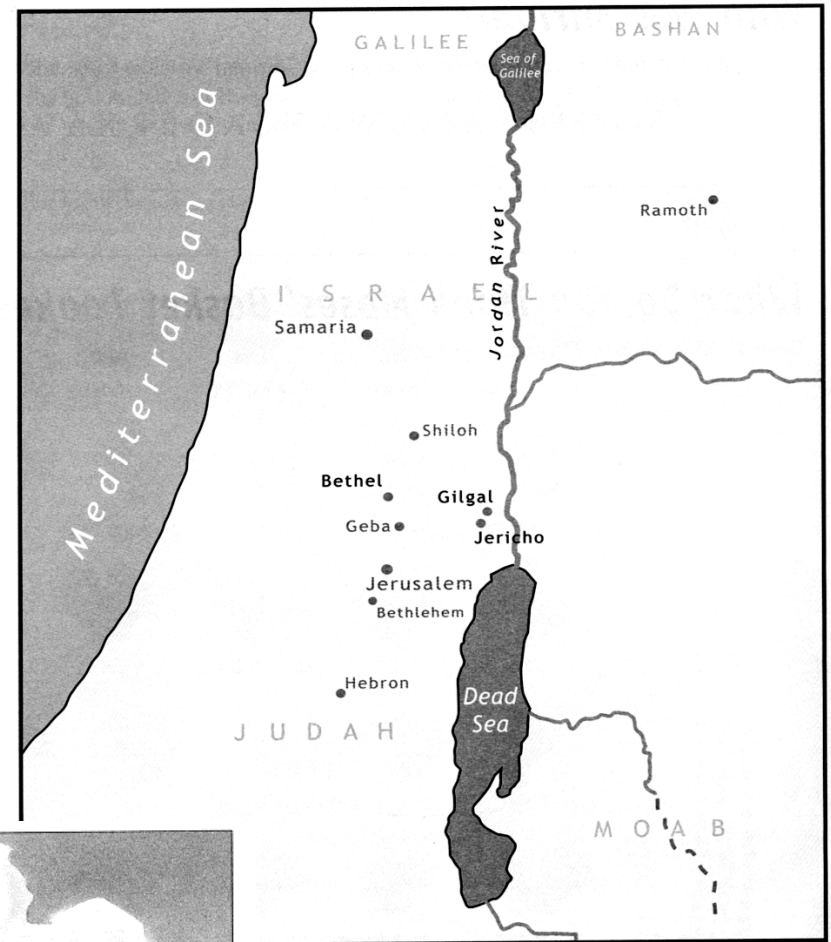 GALILEE
BASHAN
Sea of
Galilee
Mediterranean Sea
Ramoth
Jordan River
ISRAEL
Samaria
Shiloh
Bethel
Gilgal
Geba
Jericho
Jerusalem
Bethlehem
Hebron
Dead
Sea
JUDAH
MOAB